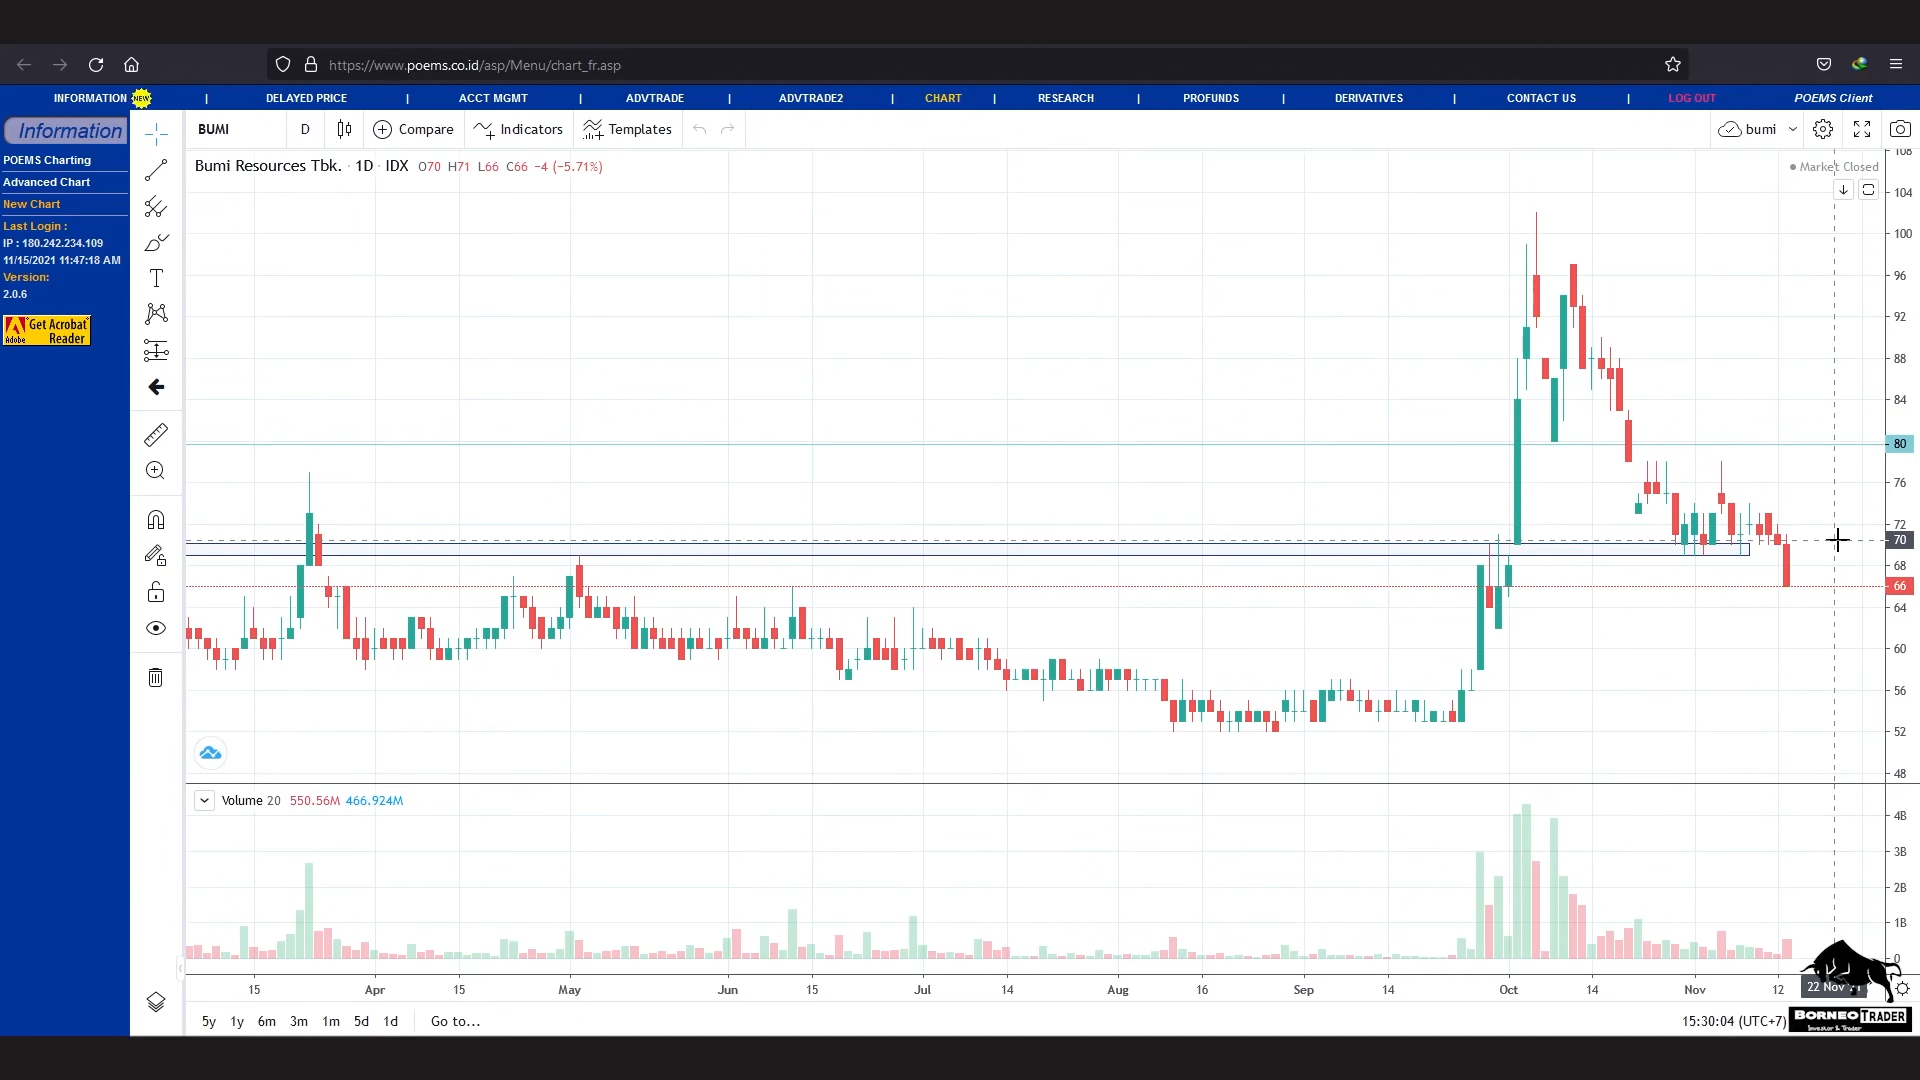 https://www.poems.co.id/asp/Menu/chart_fr.asp
INFORMATION NEW | DELAYED PRICE | ACCT MGMT | ADVTRADE | ADVTRADE2 | CHART | RESEARCH | PROFUNDS | DERIVATIVES | CONTACT US | LOG OUT POEMS Client
Information
POEMS Charting
Advanced Chart
New Chart
Last Login :
IP : 180.242.234.109
11/15/2021 11:47:18 AM
Version:
2.0.6
Get Acrobat
Adobe Reader
BUMI D Compare Indicators Templates bumi
Bumi Resources Tbk. · 1D · IDX O70 H71 L66 C66 −4 (−5.71%)
Market Closed
108
104
100
96
92
88
84
80
76
72
70
68
66
64
60
56
52
48
Volume 20 550.56M 466.924M
4B
3B
2B
1B
0
15 Apr 15 May Jun 15 Jul 14 Aug 16 Sep 14 Oct 14 Nov 12 22 Nov
5y 1y 6m 3m 1m 5d 1d Go to...
15:30:04 (UTC+7)
BORNEO TRADER
Investor & Trader